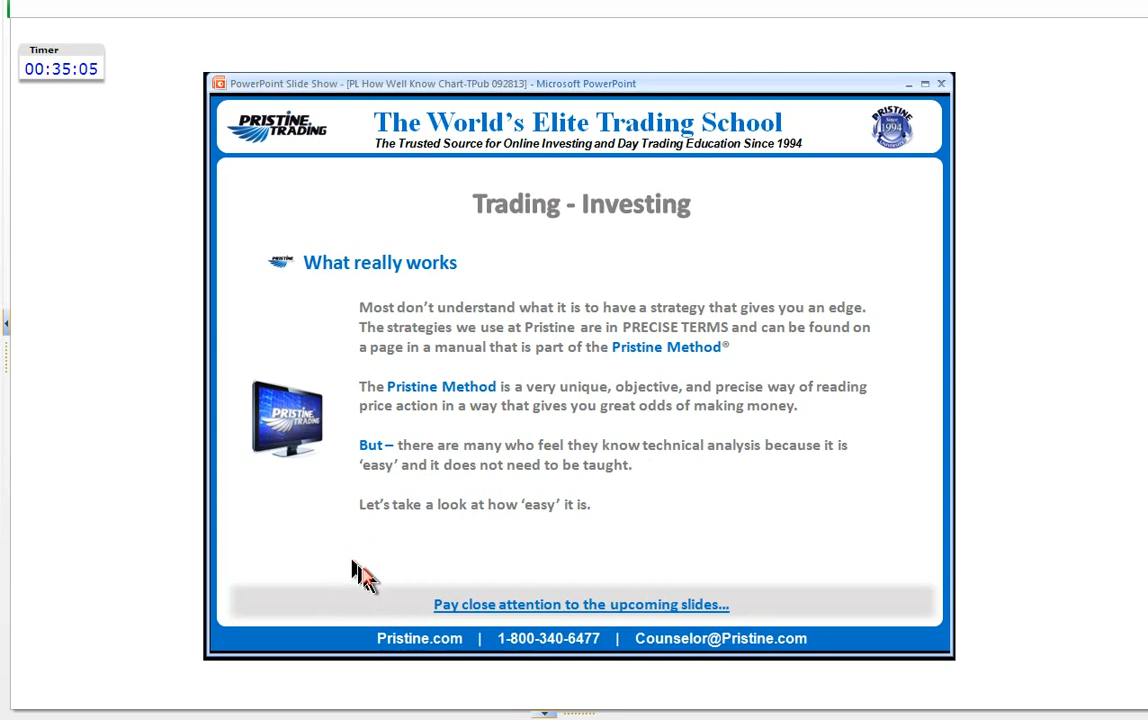 Timer
00:35:05
PowerPoint Slide Show - [PL How Well Know Chart-TPub 092813] - Microsoft PowerPoint
PRISTINE
TRADING
The World's Elite Trading School
The Trusted Source for Online Investing and Day Trading Education Since 1994
PRISTINE
Since
1994
UNIVERSITY
Trading - Investing
PRISTINE
What really works
Most don't understand what it is to have a strategy that gives you an edge.
The strategies we use at Pristine are in PRECISE TERMS and can be found on
a page in a manual that is part of the Pristine Method®
The Pristine Method is a very unique, objective, and precise way of reading
price action in a way that gives you great odds of making money.
PRISTINE
TRADING
But – there are many who feel they know technical analysis because it is
'easy' and it does not need to be taught.
Let's take a look at how 'easy' it is.
Pay close attention to the upcoming slides...
Pristine.com | 1-800-340-6477 | Counselor@Pristine.com